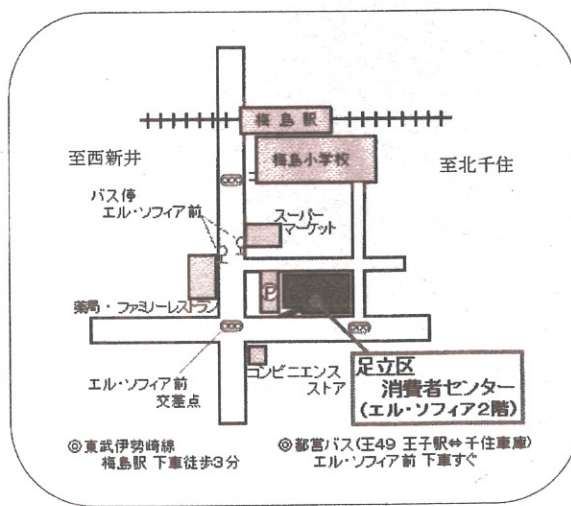 梅島駅
梅島小学校
至西新井
至北千住
バス停
エル・ソフィア前
スーパー
マーケット
P
薬局・ファミリーレストラン
エル・ソフィア前
交差点
コンビニエンス
ストア
足立区
消費者センター
(エル・ソフィア2階)
◎東武伊勢崎線
梅島駅 下車徒歩3分
◎都営バス(王49 王子駅⇔千住車庫)
エル・ソフィア前 下車すぐ